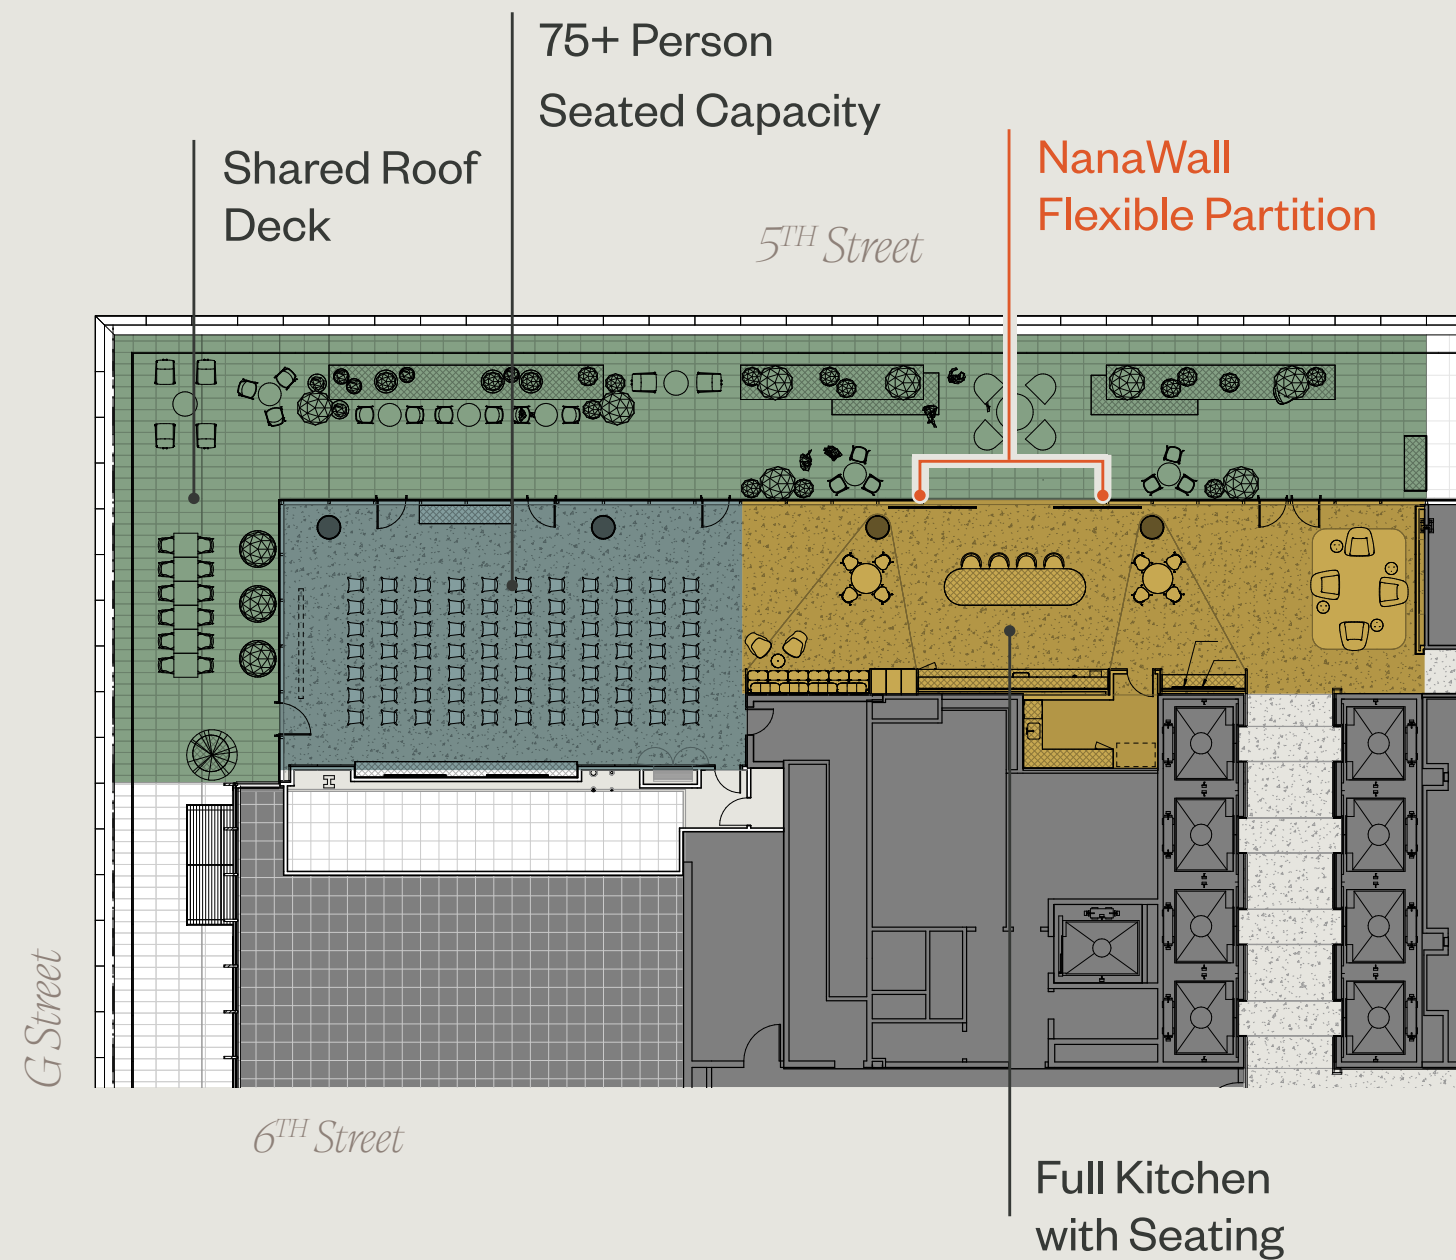 75+ Person
Seated Capacity
Shared Roof
Deck
NanaWall
Flexible Partition
5TH Street
G Street
6TH Street
Full Kitchen
with Seating